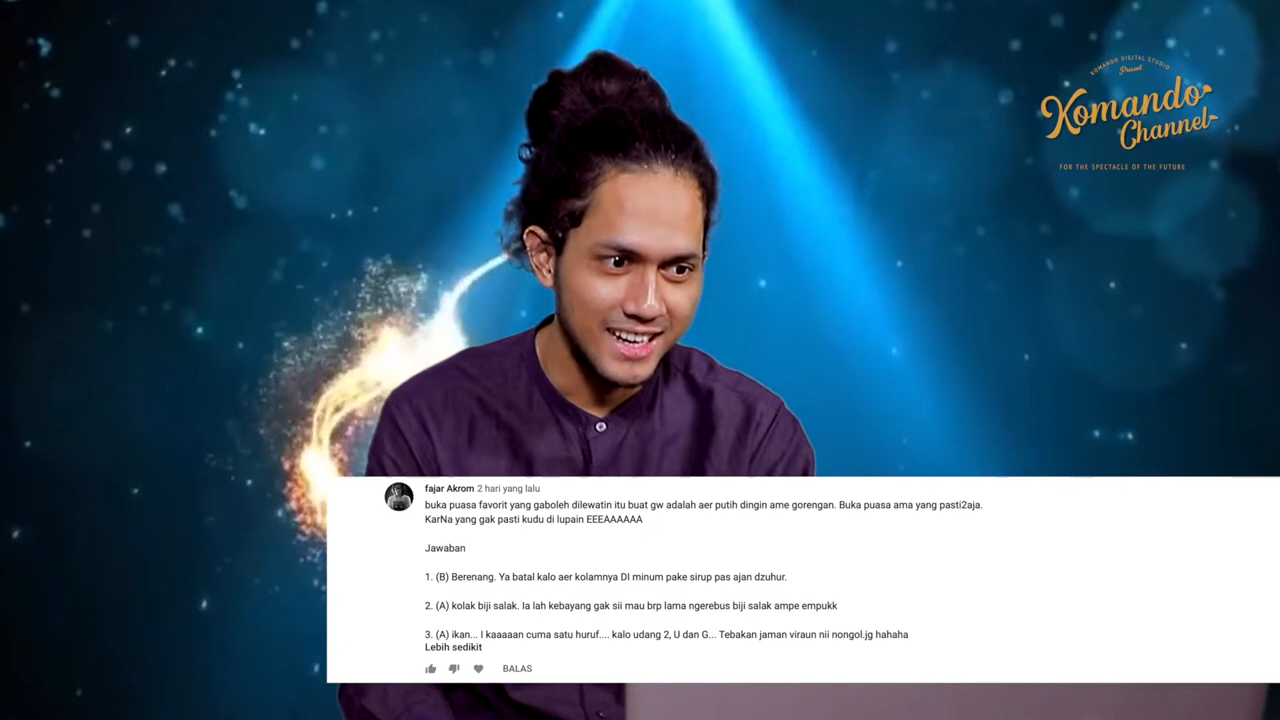 KOMANDO DIGITAL STUDIO
Present
Komando
Channel
FOR THE SPECTACLE OF THE FUTURE
fajar Akrom 2 hari yang lalu
buka puasa favorit yang gaboleh dilewatin itu buat gw adalah aer putih dingin ame gorengan. Buka puasa ama yang pasti2aja.
KarNa yang gak pasti kudu di lupain EEEAAAAAA
Jawaban
1. (B) Berenang. Ya batal kalo aer kolamnya DI minum pake sirup pas ajan dzuhur.
2. (A) kolak biji salak. Ia lah kebayang gak sii mau brp lama ngerebus biji salak ampe empukk
3. (A) ikan... I kaaaaan cuma satu huruf.... kalo udang 2, U dan G... Tebakan jaman viraun nii nongol.jg hahaha
Lebih sedikit
BALAS